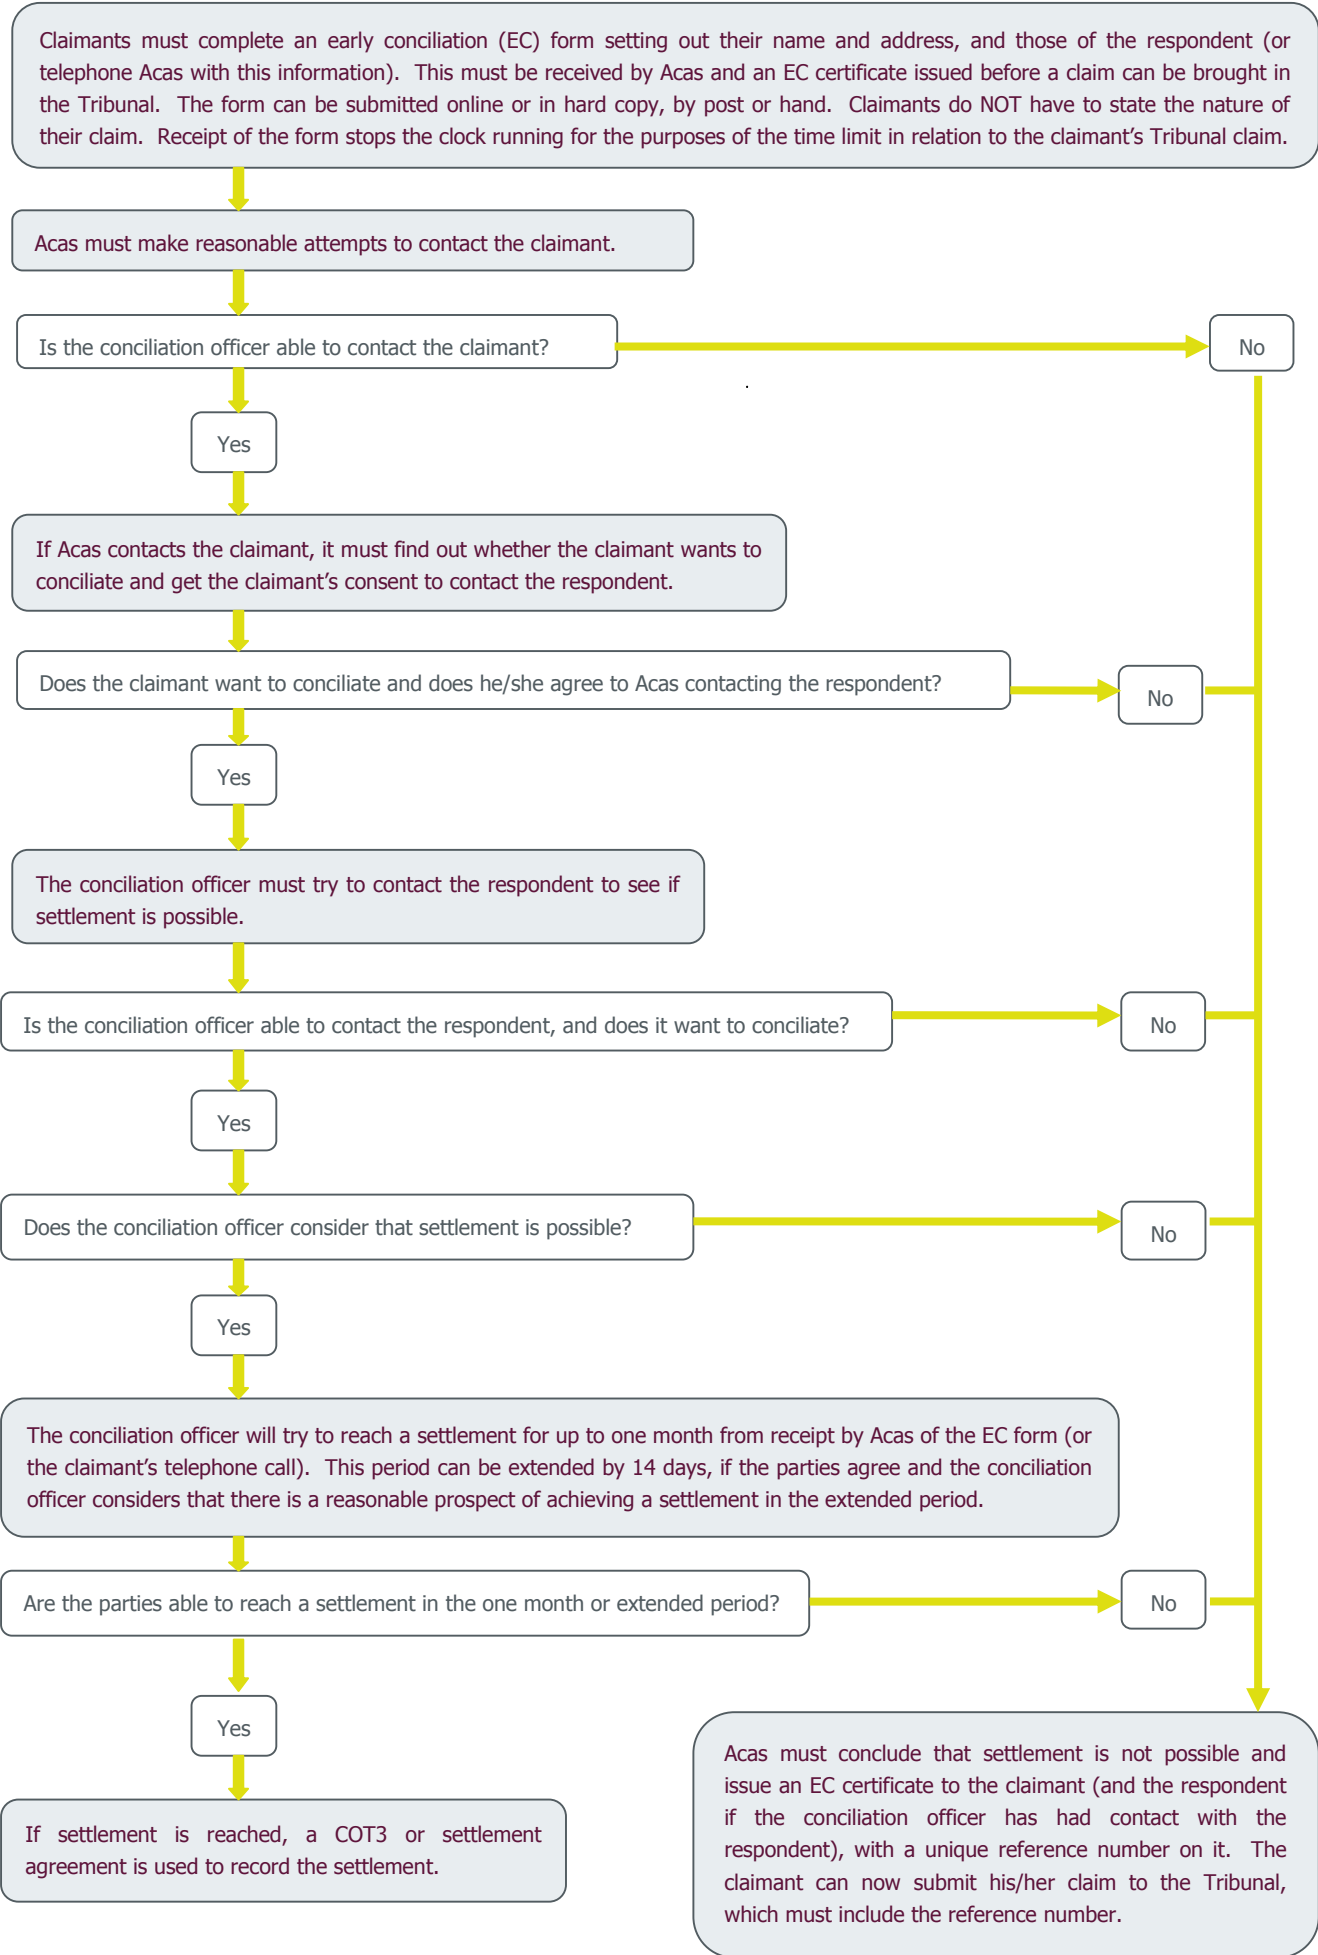 Claimants must complete an early conciliation (EC) form setting out their name and address, and those of the respondent (or
telephone Acas with this information). This must be received by Acas and an EC certificate issued before a claim can be brought in
the Tribunal. The form can be submitted online or in hard copy, by post or hand. Claimants do NOT have to state the nature of
their claim. Receipt of the form stops the clock running for the purposes of the time limit in relation to the claimant's Tribunal claim.
Acas must make reasonable attempts to contact the claimant.
Is the conciliation officer able to contact the claimant?
No
Yes
If Acas contacts the claimant, it must find out whether the claimant wants to
conciliate and get the claimant's consent to contact the respondent.
Does the claimant want to conciliate and does he/she agree to Acas contacting the respondent?
No
Yes
The conciliation officer must try to contact the respondent to see if
settlement is possible.
Is the conciliation officer able to contact the respondent, and does it want to conciliate?
No
Yes
Does the conciliation officer consider that settlement is possible?
No
Yes
The conciliation officer will try to reach a settlement for up to one month from receipt by Acas of the EC form (or
the claimant's telephone call). This period can be extended by 14 days, if the parties agree and the conciliation
officer considers that there is a reasonable prospect of achieving a settlement in the extended period.
Are the parties able to reach a settlement in the one month or extended period?
No
Yes
If settlement is reached, a COT3 or settlement
agreement is used to record the settlement.
Acas must conclude that settlement is not possible and
issue an EC certificate to the claimant (and the respondent
if the conciliation officer has had contact with the
respondent), with a unique reference number on it. The
claimant can now submit his/her claim to the Tribunal,
which must include the reference number.